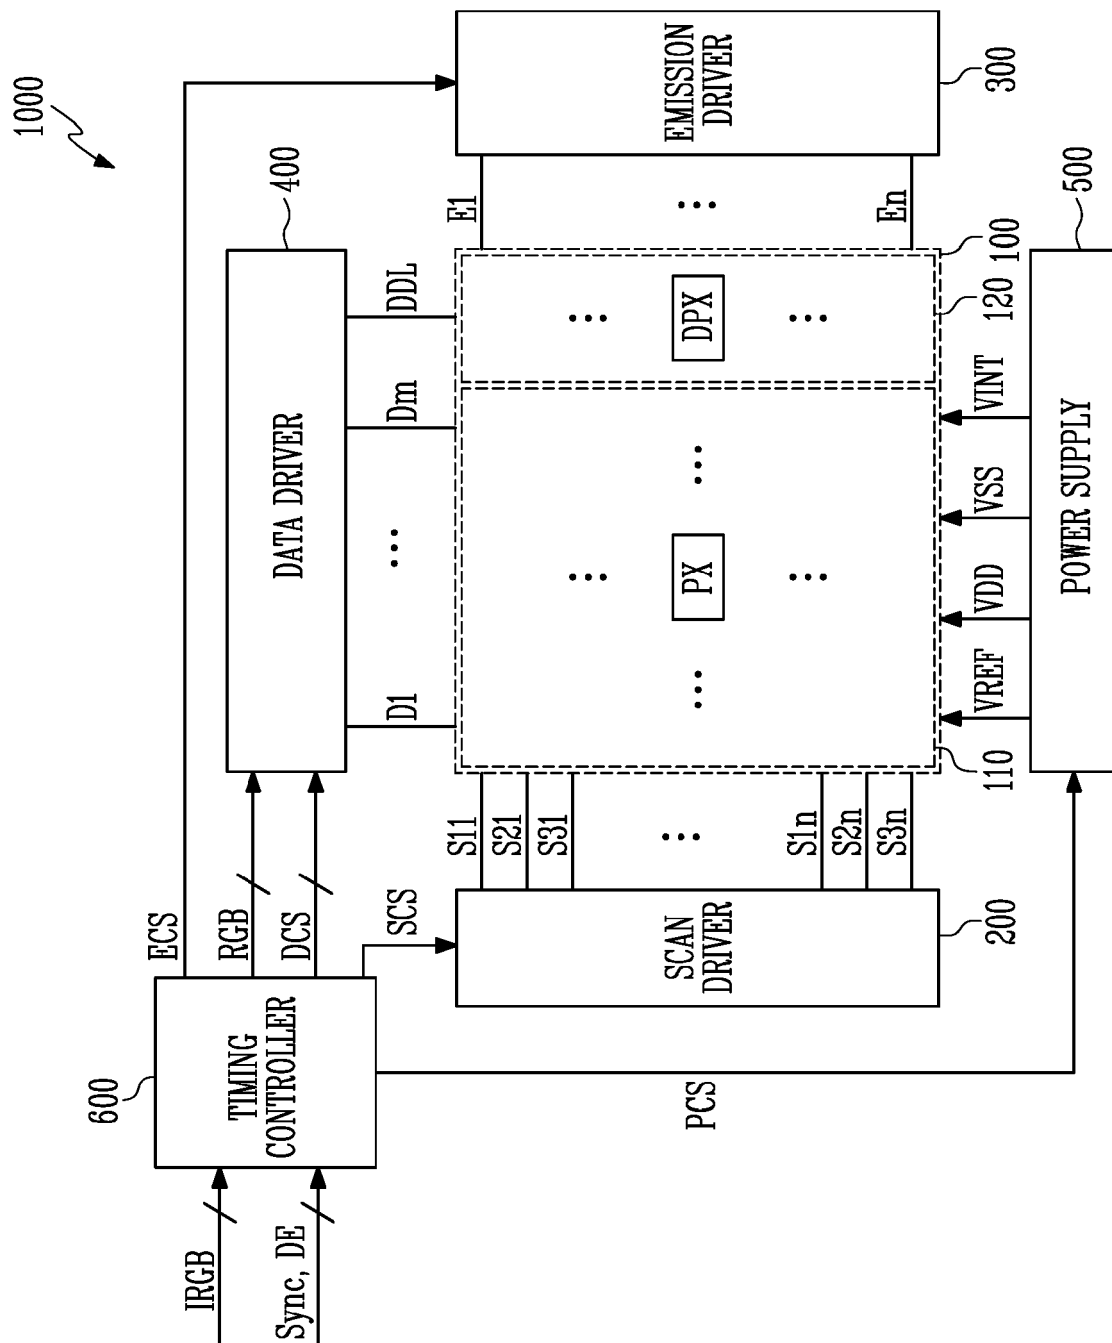 1000
IRGB
Sync, DE
600
TIMING
CONTROLLER
ECS
RGB
DCS
SCS
PCS
400
DATA DRIVER
D1
Dm
DDL
S11
S21
S31
S1n
S2n
S3n
SCAN
DRIVER
200
PX
DPX
110
120
100
E1
En
EMISSION
DRIVER
300
VREF
VDD
VSS
VINT
POWER SUPPLY
500